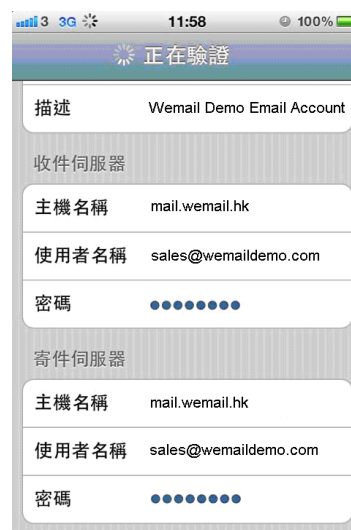 3 3G 11:58 100%
正在驗證
描述 Wemail Demo Email Account
收件伺服器
主機名稱 mail.wemail.hk
使用者名稱 sales@wemaildemo.com
密碼 ●●●●●●●●
寄件伺服器
主機名稱 mail.wemail.hk
使用者名稱 sales@wemaildemo.com
密碼 ●●●●●●●●